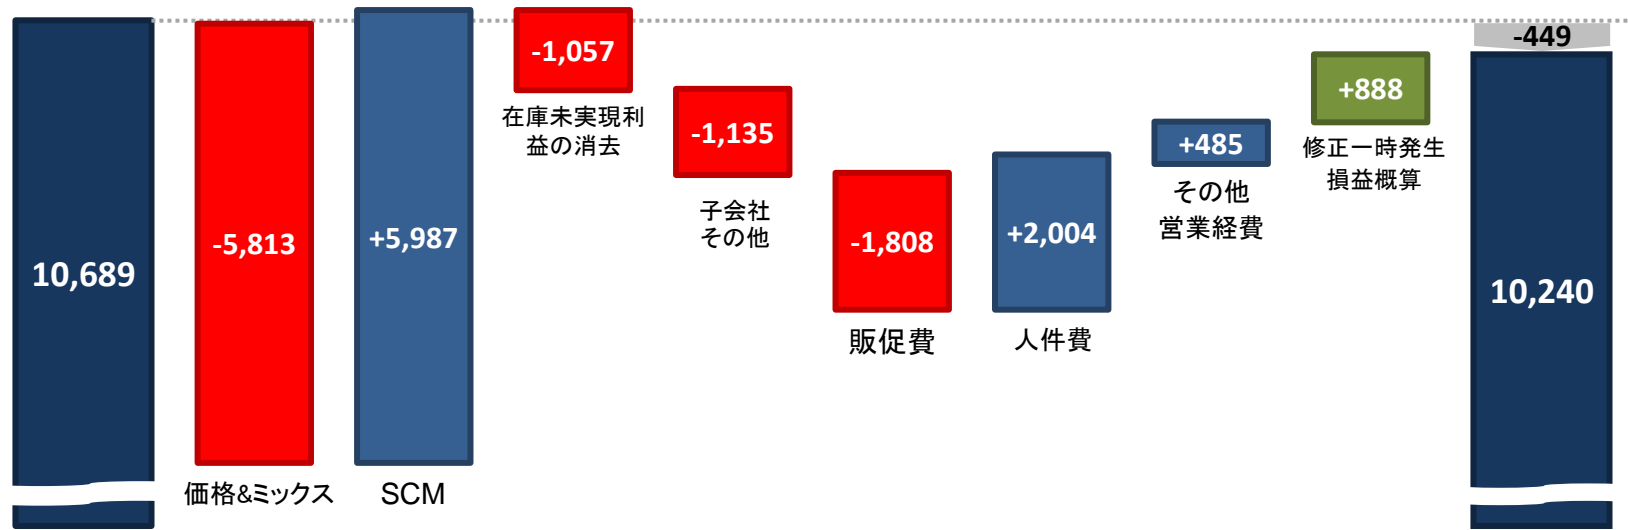 10,689
-5,813
価格&ミックス
+5,987
SCM
-1,057
在庫未実現利
益の消去
-1,135
子会社
その他
-1,808
販促費
+2,004
人件費
+485
その他
営業経費
+888
修正一時発生
損益概算
-449
10,240